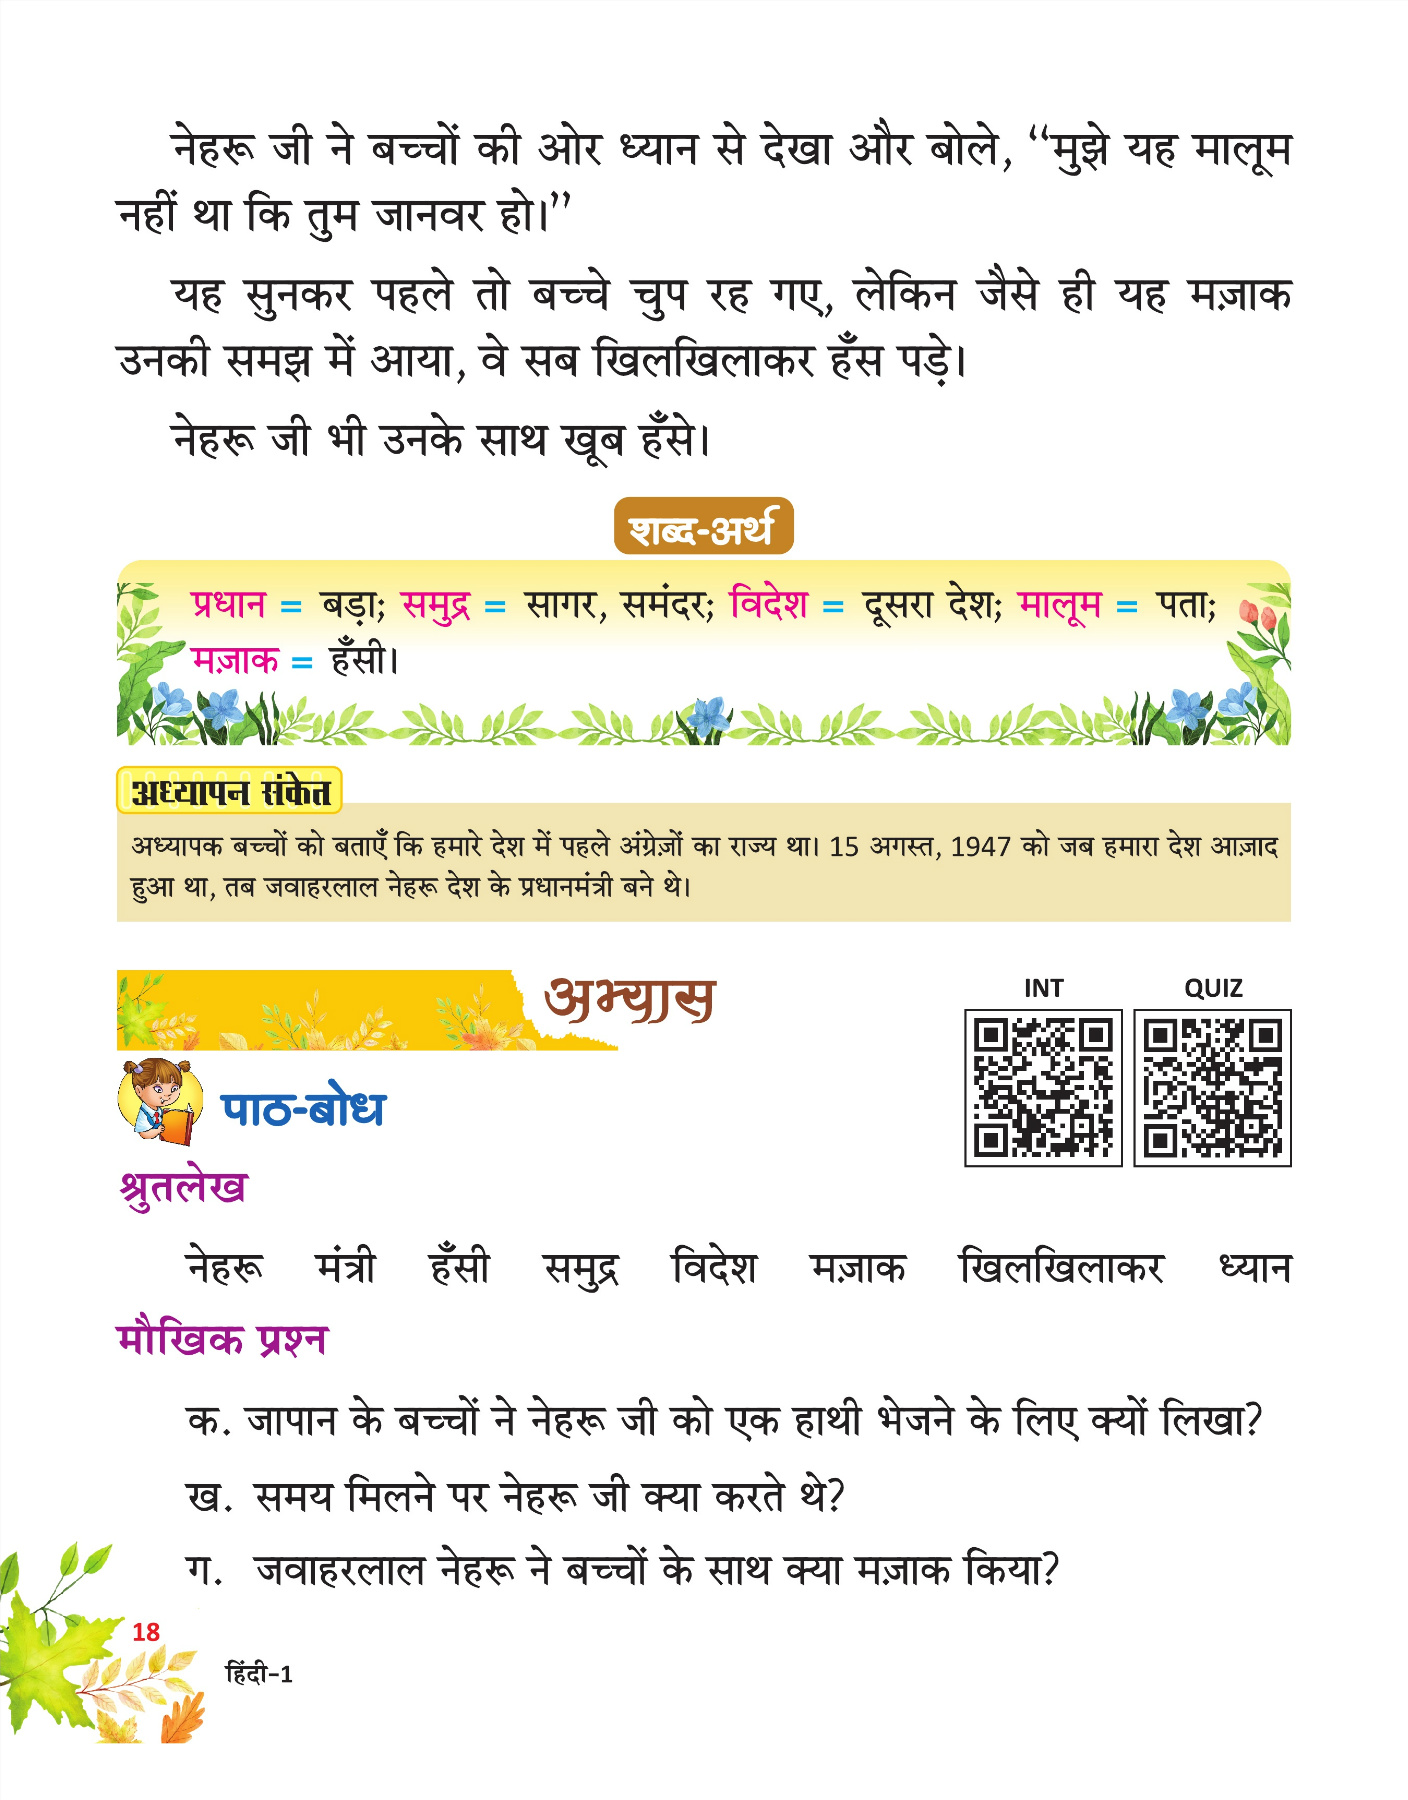 नेहरू जी ने बच्चों की ओर ध्यान से देखा और बोले, “मुझे यह मालूम
नहीं था कि तुम जानवर हो।”
यह सुनकर पहले तो बच्चे चुप रह गए, लेकिन जैसे ही यह मज़ाक
उनकी समझ में आया, वे सब खिलखिलाकर हँस पड़े।
नेहरू जी भी उनके साथ खूब हँसे।
शब्द-अर्थ
प्रधान = बड़ा; समुद्र = सागर, समंदर; विदेश = दूसरा देश; मालूम = पता;
मज़ाक = हँसी।
अध्यापन संकेत
अध्यापक बच्चों को बताएँ कि हमारे देश में पहले अंग्रेज़ों का राज्य था। 15 अगस्त, 1947 को जब हमारा देश आज़ाद
हुआ था, तब जवाहरलाल नेहरू देश के प्रधानमंत्री बने थे।
अभ्यास
INT QUIZ
पाठ-बोध
श्रुतलेख
नेहरू मंत्री हँसी समुद्र विदेश मज़ाक खिलखिलाकर ध्यान
मौखिक प्रश्न
क. जापान के बच्चों ने नेहरू जी को एक हाथी भेजने के लिए क्यों लिखा?
ख. समय मिलने पर नेहरू जी क्या करते थे?
ग. जवाहरलाल नेहरू ने बच्चों के साथ क्या मज़ाक किया?
18
हिंदी-1